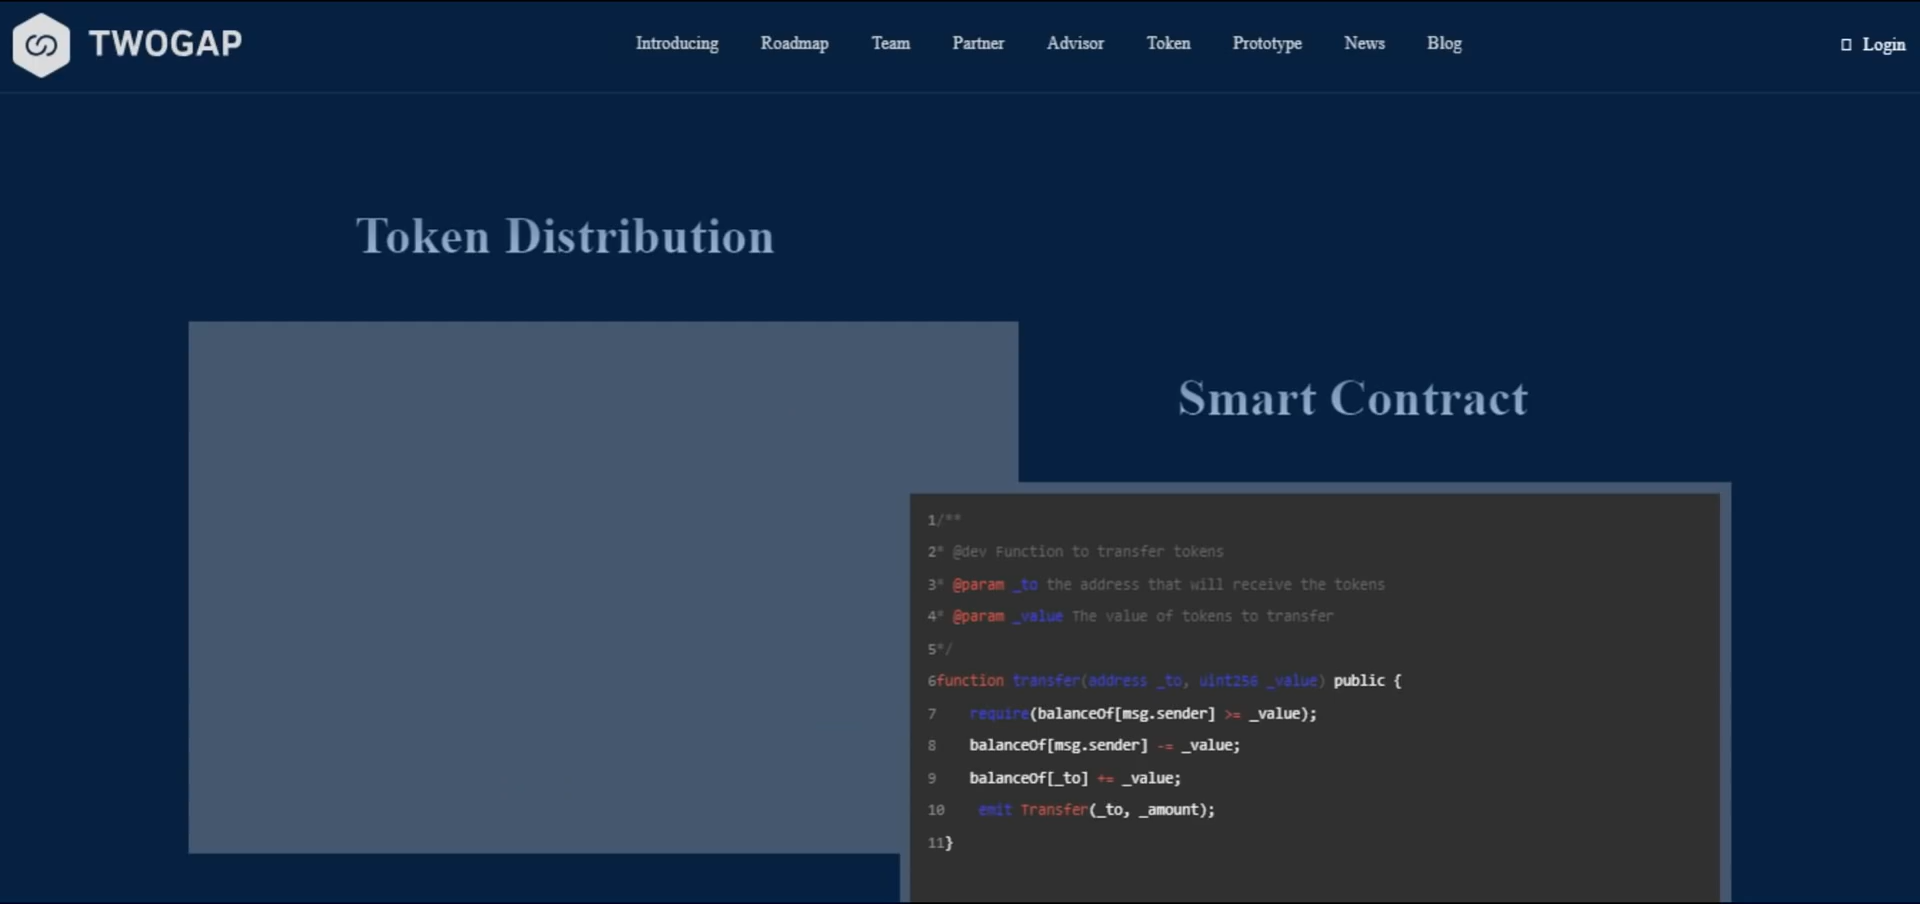 TWOGAP
Introducing Roadmap Team Partner Advisor Token Prototype News Blog
Login
Token Distribution
Smart Contract
1/**
2* @dev Function to transfer tokens
3* @param _to the address that will receive the tokens
4* @param _value The value of tokens to transfer
5*/
6function transfer(address _to, uint256 _value) public {
7 require(balanceOf[msg.sender] >= _value);
8 balanceOf[msg.sender] -= _value;
9 balanceOf[_to] += _value;
10 emit Transfer(_to, _amount);
11}